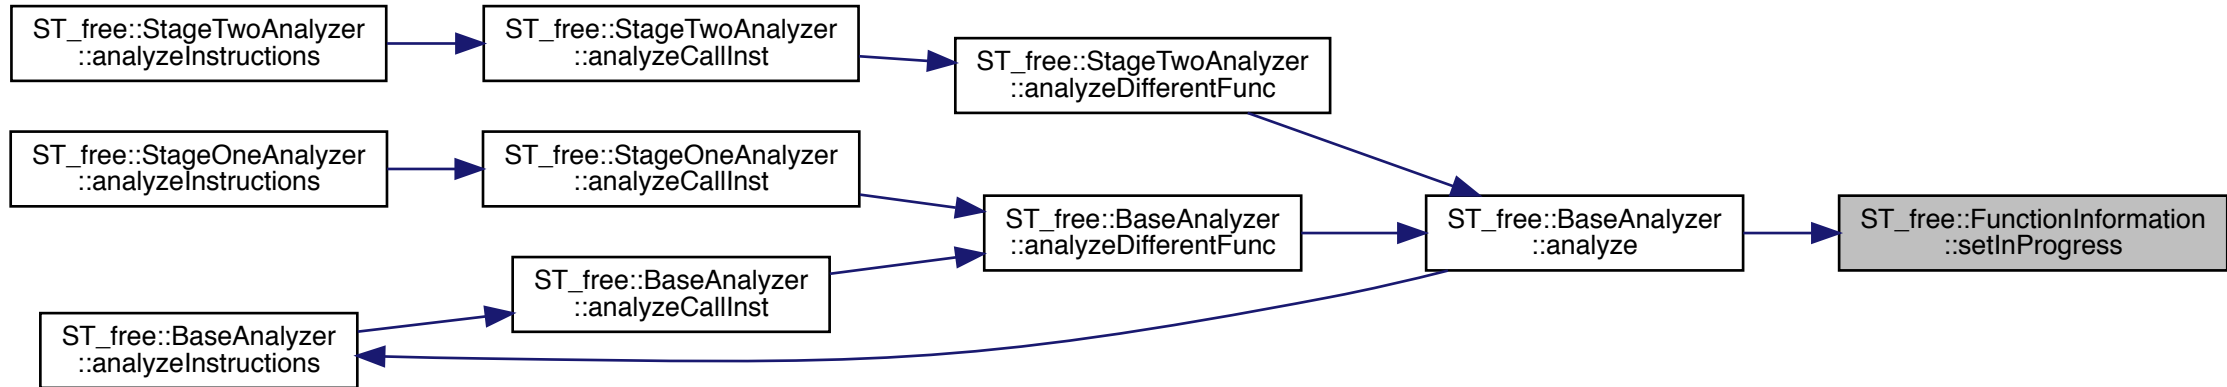 ST_free::StageTwoAnalyzer
::analyzeInstructions
ST_free::StageTwoAnalyzer
::analyzeCallInst
ST_free::StageTwoAnalyzer
::analyzeDifferentFunc
ST_free::StageOneAnalyzer
::analyzeInstructions
ST_free::StageOneAnalyzer
::analyzeCallInst
ST_free::BaseAnalyzer
::analyzeDifferentFunc
ST_free::BaseAnalyzer
::analyze
ST_free::FunctionInformation
::setInProgress
ST_free::BaseAnalyzer
::analyzeCallInst
ST_free::BaseAnalyzer
::analyzeInstructions